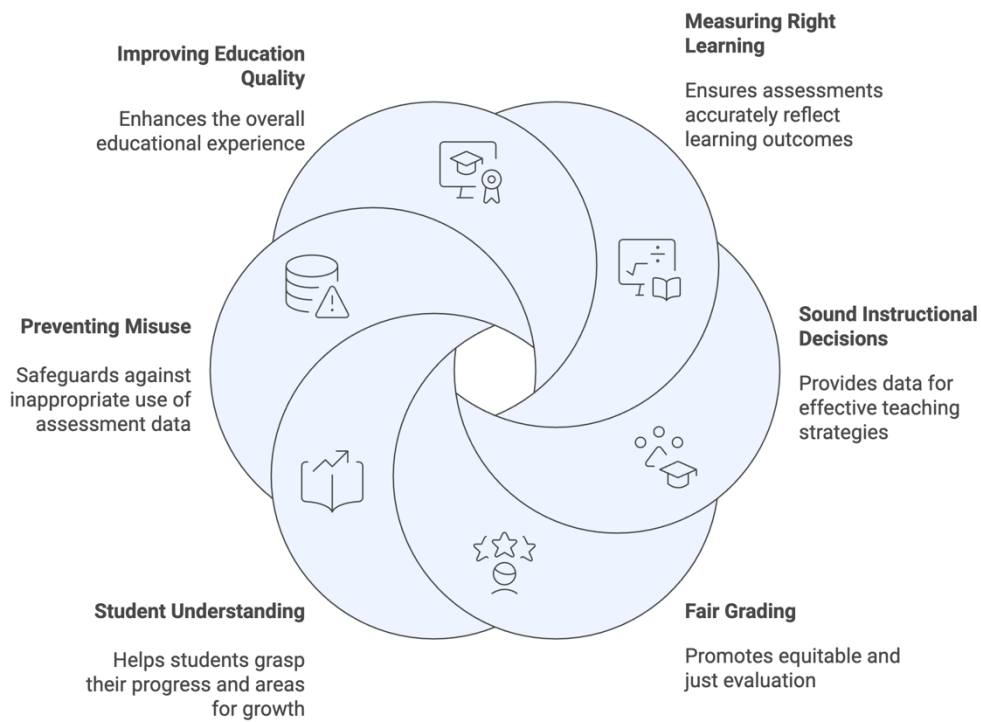 Improving Education
Quality
Enhances the overall
educational experience
Measuring Right
Learning
Ensures assessments
accurately reflect
learning outcomes
Preventing Misuse
Safeguards against
inappropriate use of
assessment data
Sound Instructional
Decisions
Provides data for
effective teaching
strategies
Student Understanding
Helps students grasp
their progress and areas
for growth
Fair Grading
Promotes equitable and
just evaluation